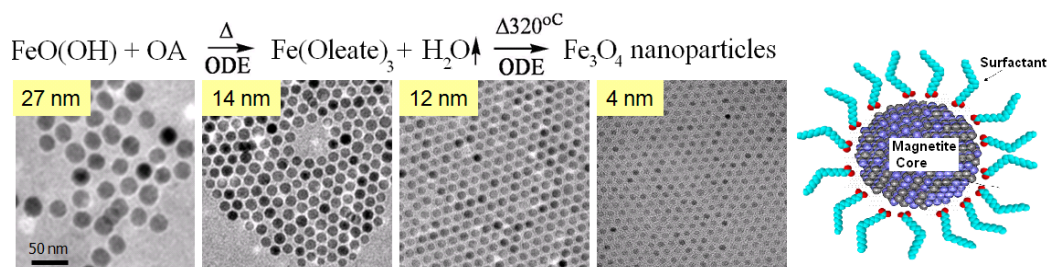 FeO(OH) + OA Δ ODE Fe(Oleate)₃ + H₂O↑ Δ320ºC ODE Fe₃O₄ nanoparticles
27 nm
14 nm
12 nm
4 nm
50 nm
Surfactant
Magnetite
Core